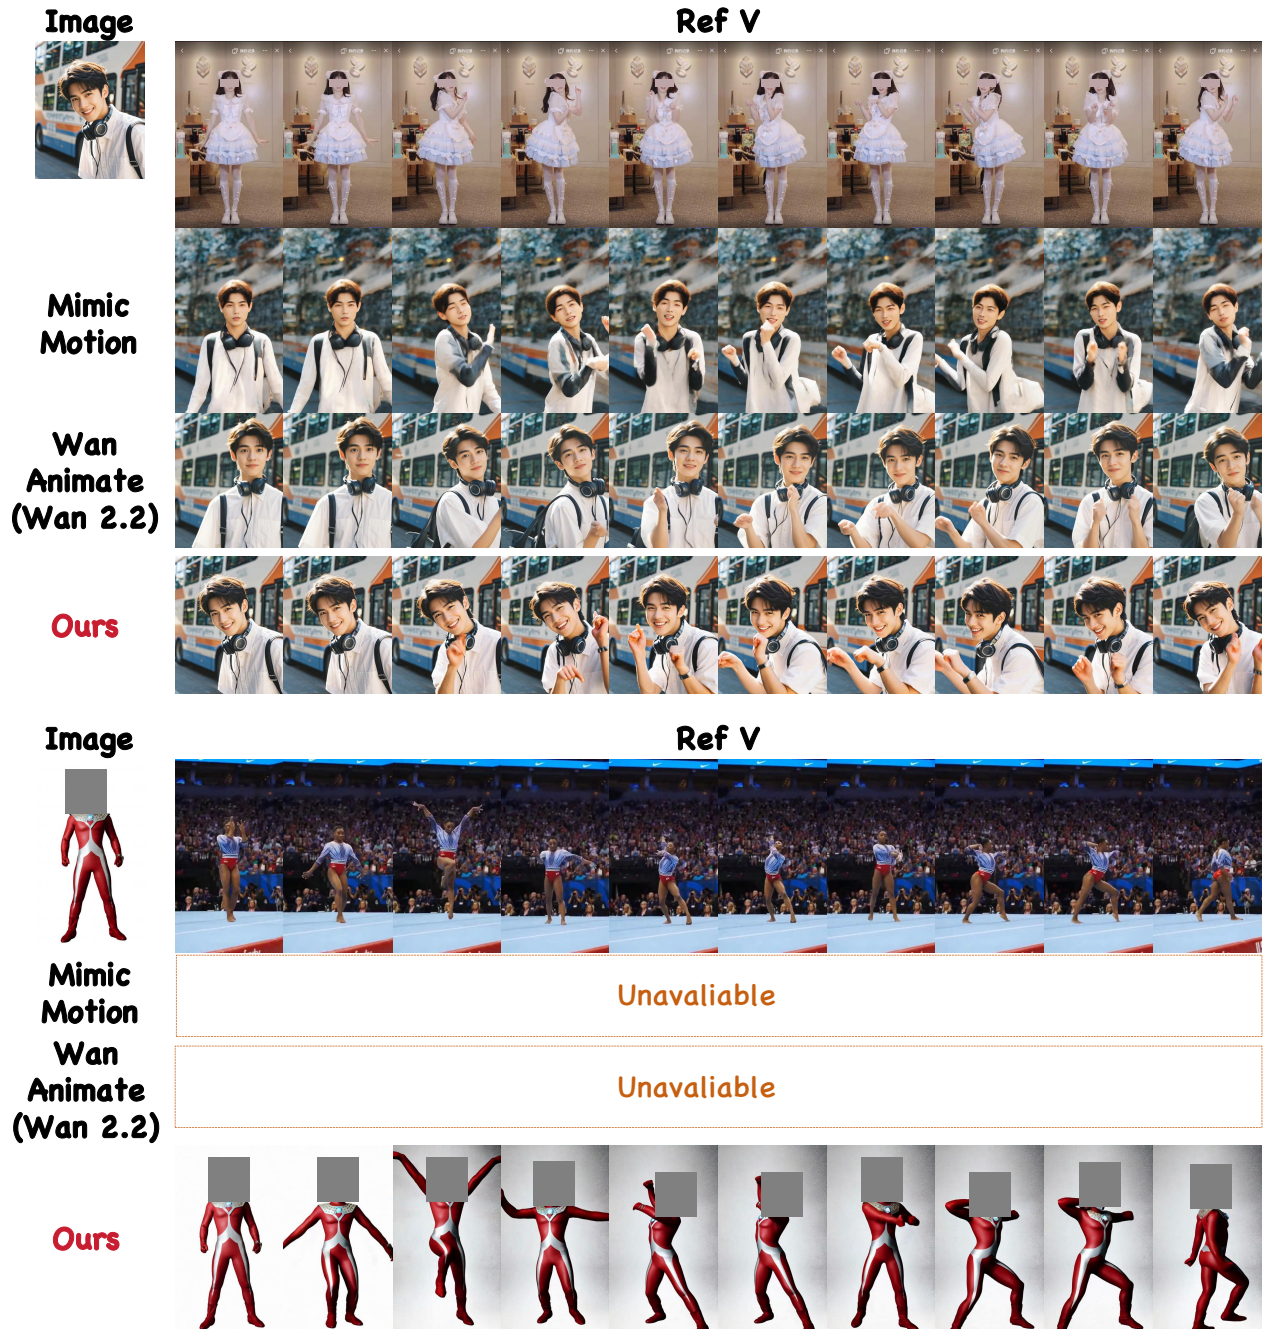 Image
Ref V
Mimic
Motion
Wan
Animate
(Wan 2.2)
Ours
Image
Ref V
Mimic
Motion
Unavaliable
Wan
Animate
(Wan 2.2)
Unavaliable
Ours